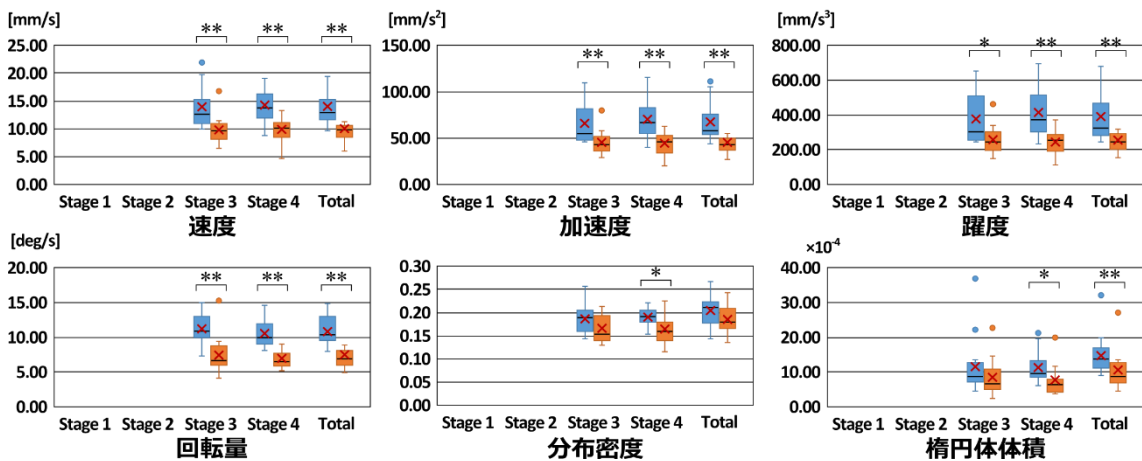 [mm/s]
25.00
20.00
15.00
10.00
5.00
0.00
** ** **
Stage 1 Stage 2 Stage 3 Stage 4 Total
速度
[mm/s²]
150.00
100.00
50.00
0.00
** ** **
Stage 1 Stage 2 Stage 3 Stage 4 Total
加速度
[mm/s³]
800.00
600.00
400.00
200.00
0.00
* ** **
Stage 1 Stage 2 Stage 3 Stage 4 Total
躍度
[deg/s]
20.00
15.00
10.00
5.00
0.00
** ** **
Stage 1 Stage 2 Stage 3 Stage 4 Total
回転量
0.30
0.25
0.20
0.15
0.10
0.05
0.00
*
Stage 1 Stage 2 Stage 3 Stage 4 Total
分布密度
×10⁻⁴
40.00
30.00
20.00
10.00
0.00
* **
Stage 1 Stage 2 Stage 3 Stage 4 Total
楕円体体積